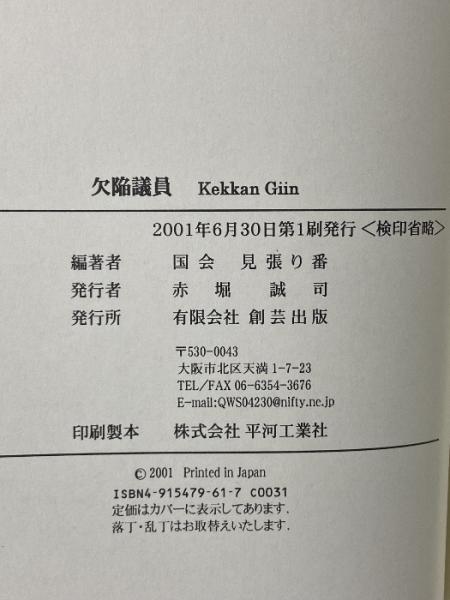 欠陥議員 Kekkan Giin
2001年6月30日第1刷発行<検印省略>
編著者 国会 見張り番
発行者 赤堀誠司
発行所 有限会社 創芸出版
〒530-0043
大阪市北区天満1-7-23
TEL/FAX 06-6354-3676
E-mail:QWS04230@nifty.ne.jp
印刷製本 株式会社 平河工業社
© 2001 Printed in Japan
ISBN4-915479-61-7 C0031
定価はカバーに表示してあります.
落丁・乱丁はお取替えいたします.